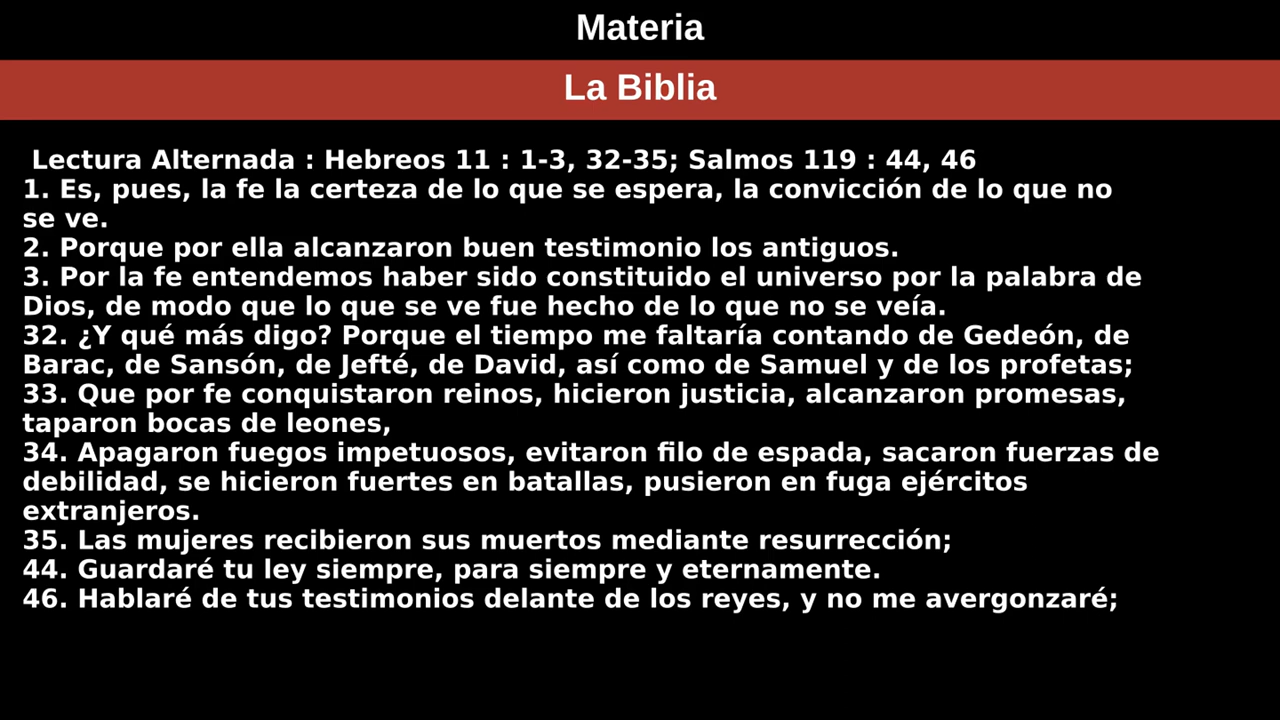 Materia
La Biblia
Lectura Alternada : Hebreos 11 : 1-3, 32-35; Salmos 119 : 44, 46
1. Es, pues, la fe la certeza de lo que se espera, la convicción de lo que no
se ve.
2. Porque por ella alcanzaron buen testimonio los antiguos.
3. Por la fe entendemos haber sido constituido el universo por la palabra de
Dios, de modo que lo que se ve fue hecho de lo que no se veía.
32. ¿Y qué más digo? Porque el tiempo me faltaría contando de Gedeón, de
Barac, de Sansón, de Jefté, de David, así como de Samuel y de los profetas;
33. Que por fe conquistaron reinos, hicieron justicia, alcanzaron promesas,
taparon bocas de leones,
34. Apagaron fuegos impetuosos, evitaron filo de espada, sacaron fuerzas de
debilidad, se hicieron fuertes en batallas, pusieron en fuga ejércitos
extranjeros.
35. Las mujeres recibieron sus muertos mediante resurrección;
44. Guardaré tu ley siempre, para siempre y eternamente.
46. Hablaré de tus testimonios delante de los reyes, y no me avergonzaré;